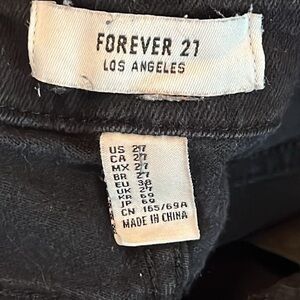 FOREVER 21
LOS ANGELES
US 27
CA 27
MX 27
BR 27
EU 38
UK 27
KR 69
JP 69
CN 165/69A
MADE IN CHINA